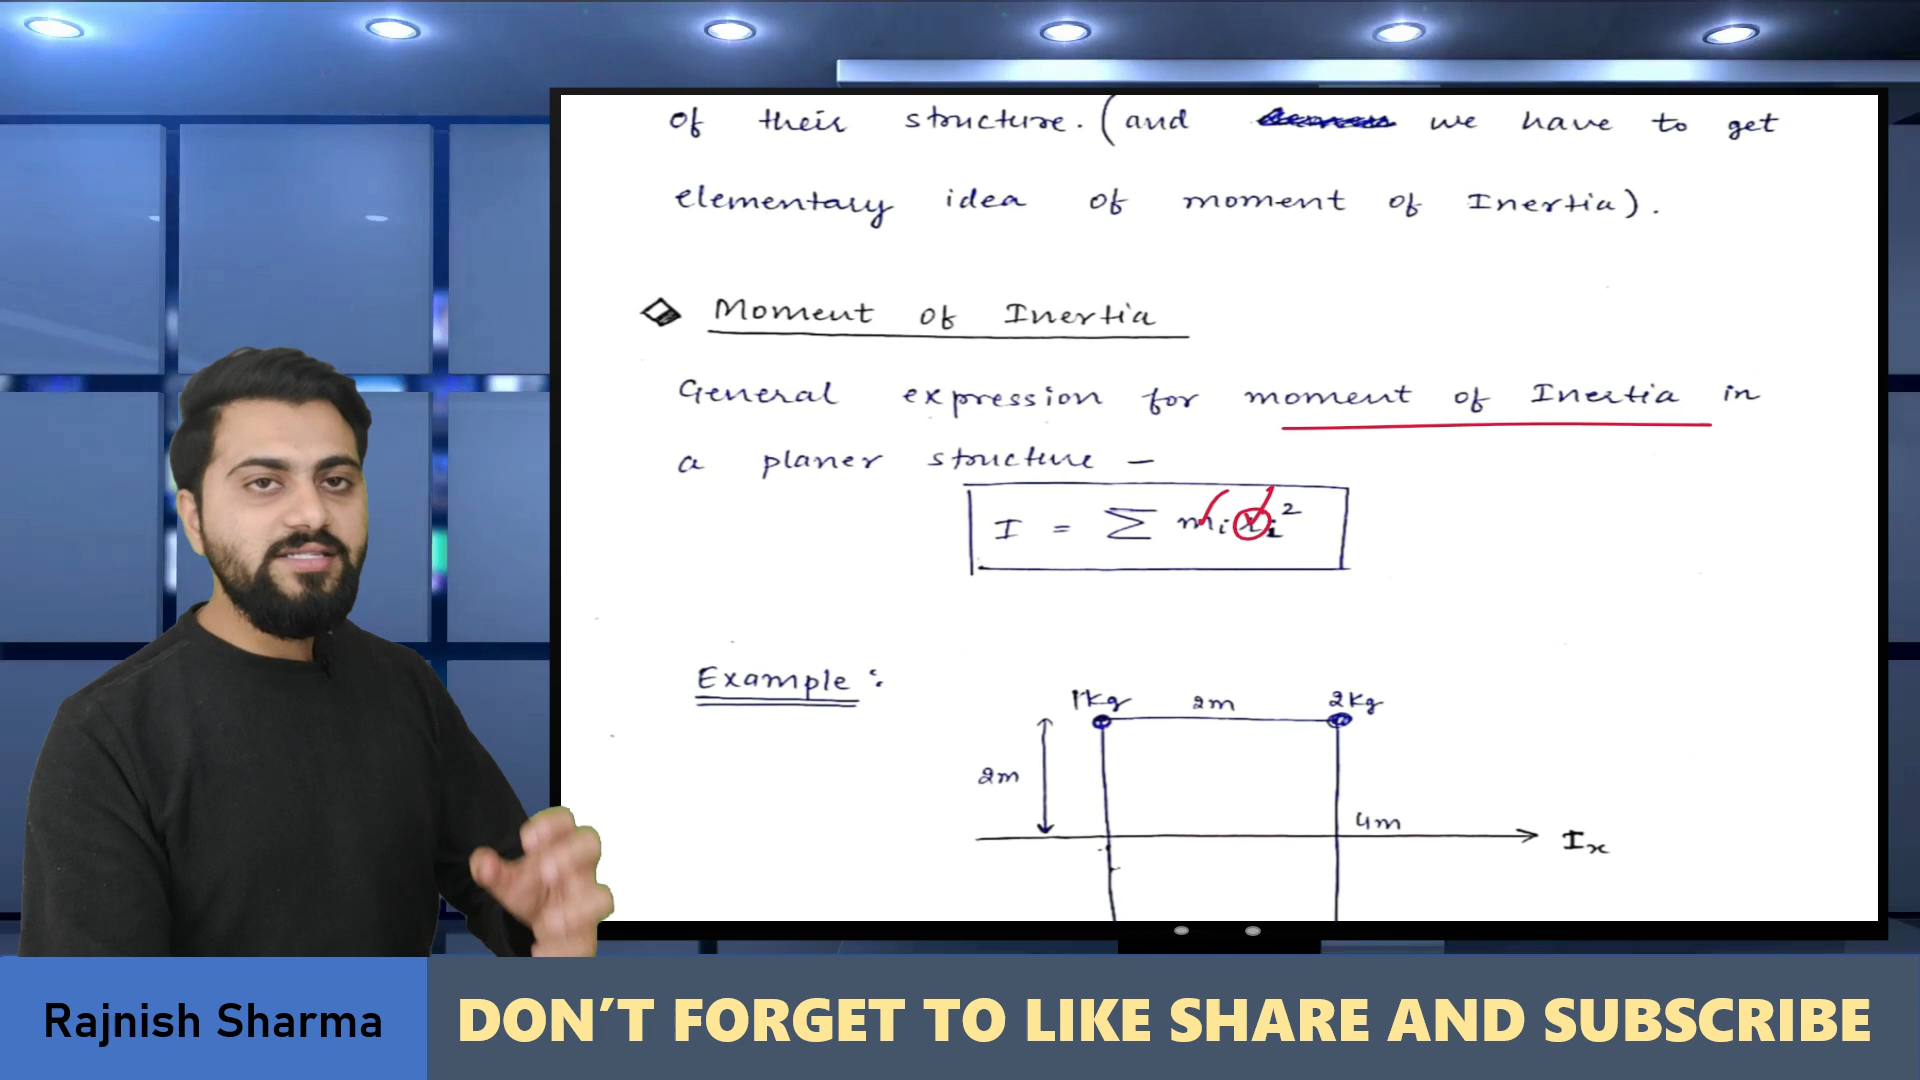 of their structure. (and we have to get
elementary idea of moment of Inertia).
Moment of Inertia
General expression for moment of Inertia in
a planer structure —
I = Σ mᵢxᵢ²
Example :
1kg 2m 2kg
2m
4m
Iₓ
Rajnish Sharma
DON’T FORGET TO LIKE SHARE AND SUBSCRIBE